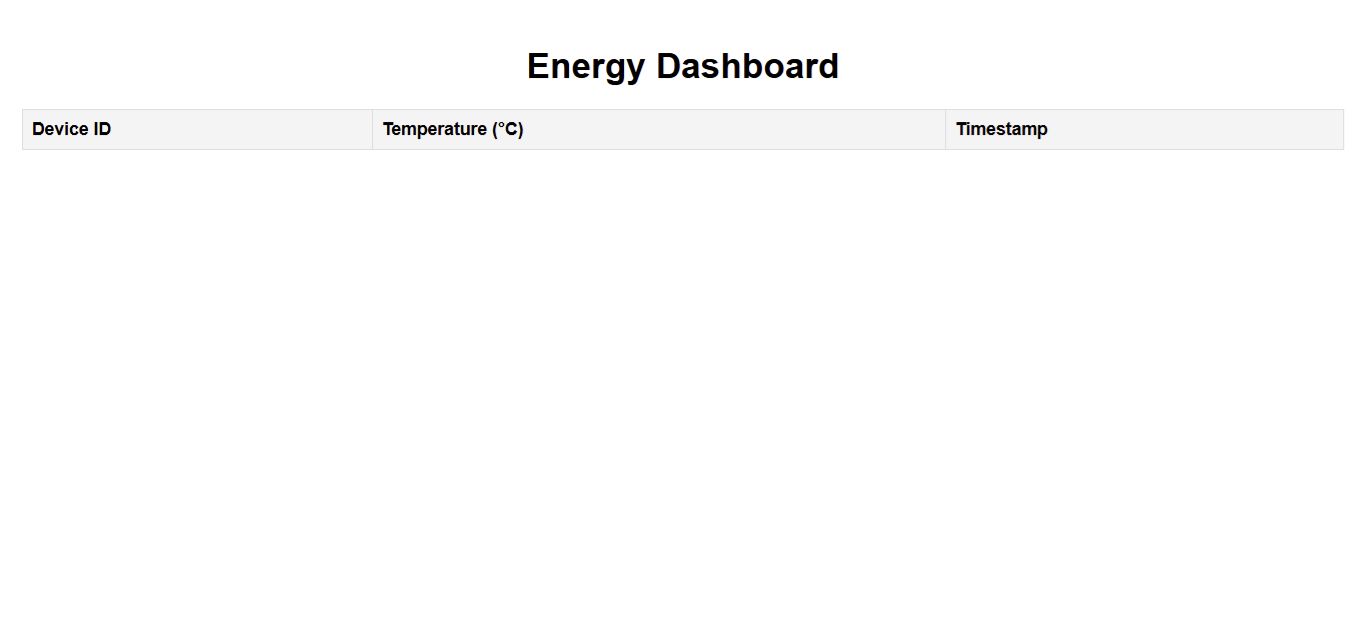 Energy Dashboard
Device ID Temperature (°C) Timestamp